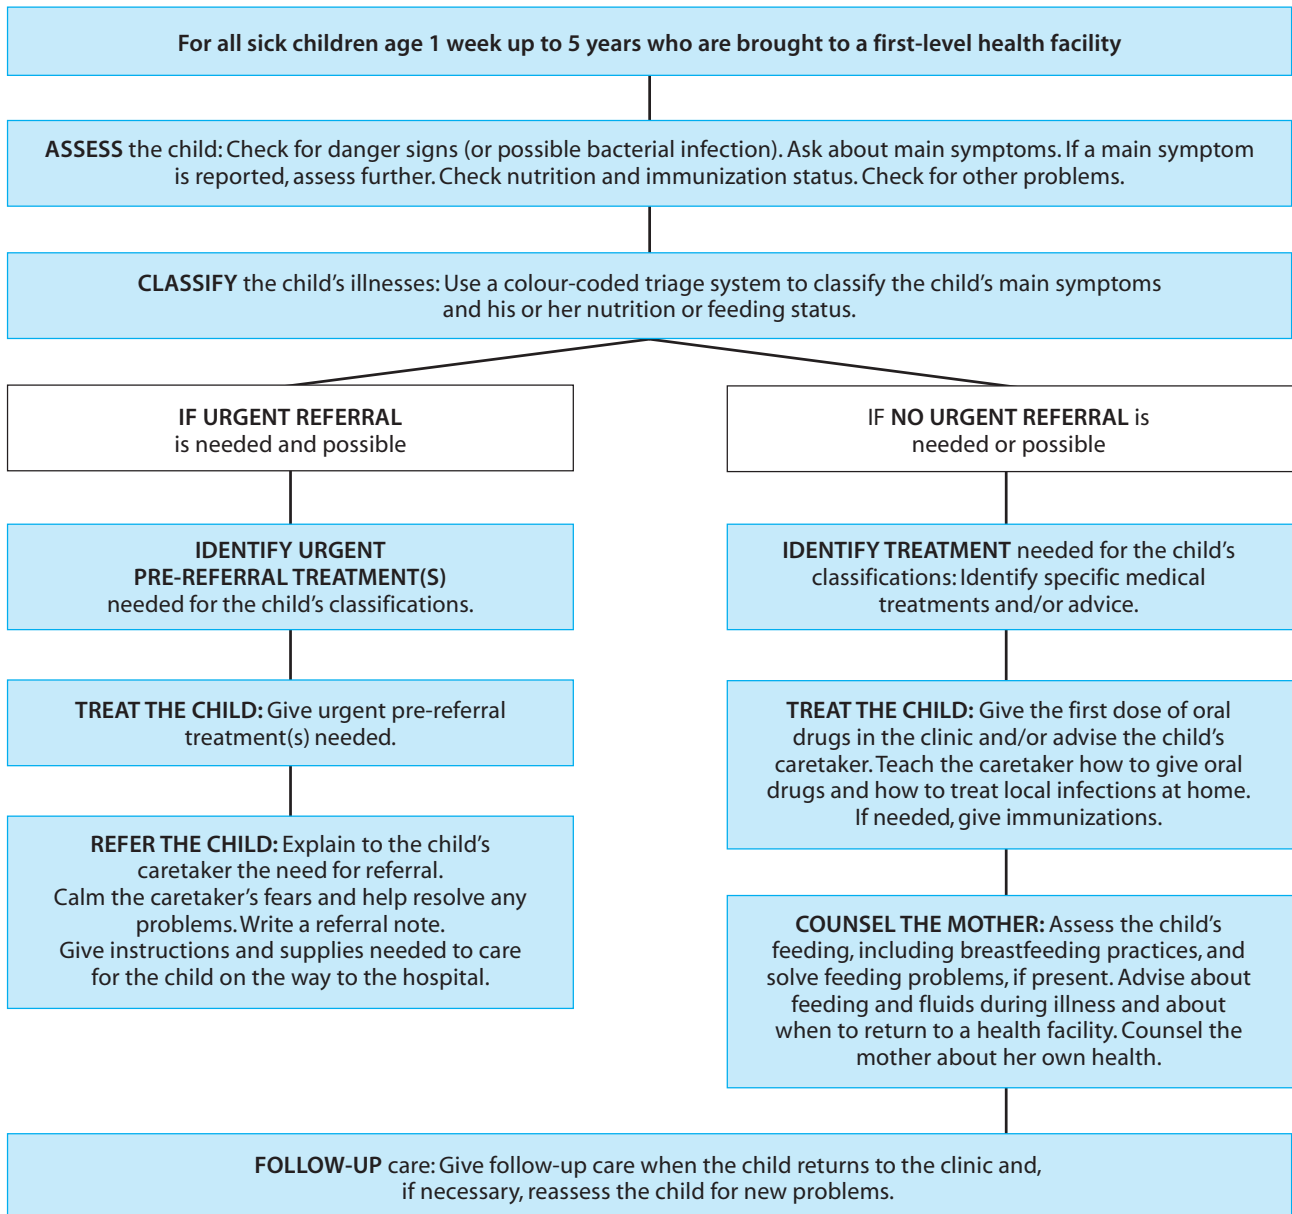 For all sick children age 1 week up to 5 years who are brought to a first-level health facility
ASSESS the child: Check for danger signs (or possible bacterial infection). Ask about main symptoms. If a main symptom
is reported, assess further. Check nutrition and immunization status. Check for other problems.
CLASSIFY the child's illnesses: Use a colour-coded triage system to classify the child's main symptoms
and his or her nutrition or feeding status.
IF URGENT REFERRAL
is needed and possible
IDENTIFY URGENT
PRE-REFERRAL TREATMENT(S)
needed for the child's classifications.
TREAT THE CHILD: Give urgent pre-referral
treatment(s) needed.
REFER THE CHILD: Explain to the child's
caretaker the need for referral.
Calm the caretaker's fears and help resolve any
problems. Write a referral note.
Give instructions and supplies needed to care
for the child on the way to the hospital.
IF NO URGENT REFERRAL is
needed or possible
IDENTIFY TREATMENT needed for the child's
classifications: Identify specific medical
treatments and/or advice.
TREAT THE CHILD: Give the first dose of oral
drugs in the clinic and/or advise the child's
caretaker. Teach the caretaker how to give oral
drugs and how to treat local infections at home.
If needed, give immunizations.
COUNSEL THE MOTHER: Assess the child's
feeding, including breastfeeding practices, and
solve feeding problems, if present. Advise about
feeding and fluids during illness and about
when to return to a health facility. Counsel the
mother about her own health.
FOLLOW-UP care: Give follow-up care when the child returns to the clinic and,
if necessary, reassess the child for new problems.